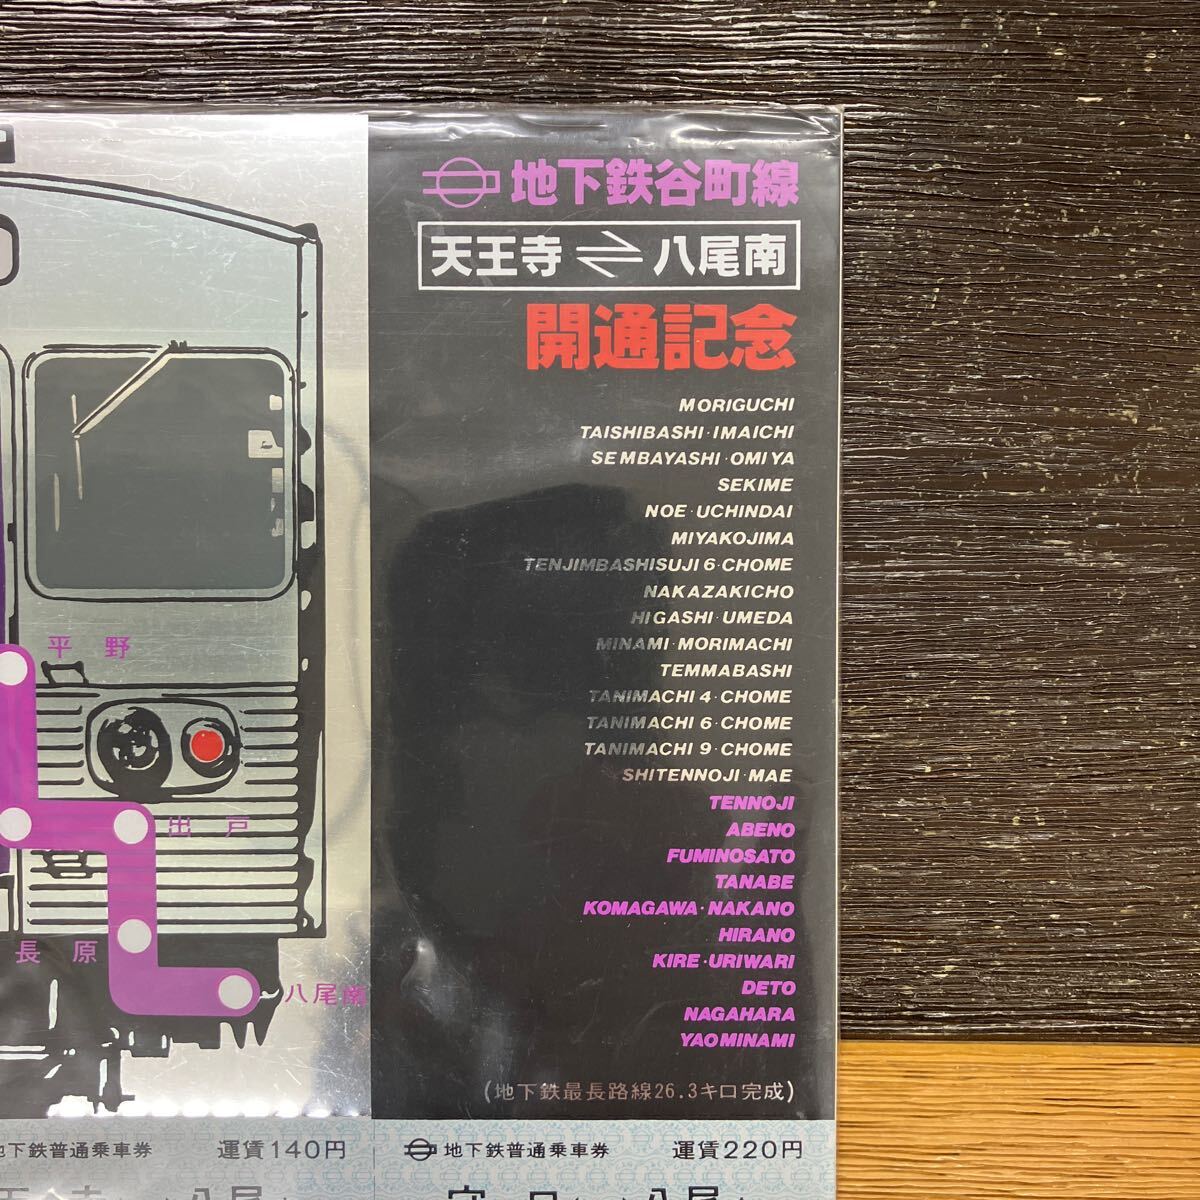 地下鉄谷町線
天王寺 ⇌ 八尾南
開通記念
MORIGUCHI
TAISHIBASHI·IMAICHI
SEMBAYASHI·OMIYA
SEKIME
NOE·UCHINDAI
MIYAKOJIMA
TENJIMBASHISUJI 6·CHOME
NAKAZAKICHO
HIGASHI·UMEDA
MINAMI·MORIMACHI
TEMMABASHI
TANIMACHI 4·CHOME
TANIMACHI 6·CHOME
TANIMACHI 9·CHOME
SHITENNOJI·MAE
TENNOJI
ABENO
FUMINOSATO
TANABE
KOMAGAWA·NAKANO
HIRANO
KIRE·URIWARI
DETO
NAGAHARA
YAOMINAMI
(地下鉄最長路線26.3キロ完成)
平野
出戸
長原
八尾南
地下鉄普通乗車券 運賃140円
地下鉄普通乗車券 運賃220円